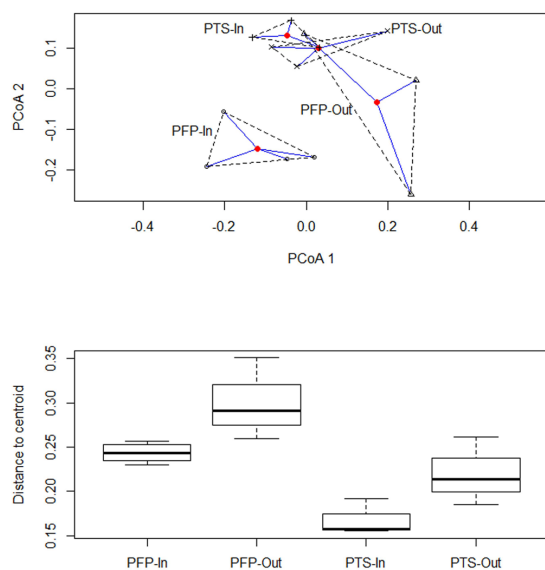 PTS-In
PTS-Out
PFP-In
PFP-Out
PCoA 2
0.1
0.0
-0.1
-0.2
-0.4
-0.2
0.0
0.2
0.4
PCoA 1
Distance to centroid
0.35
0.30
0.25
0.20
0.15
PFP-In
PFP-Out
PTS-In
PTS-Out